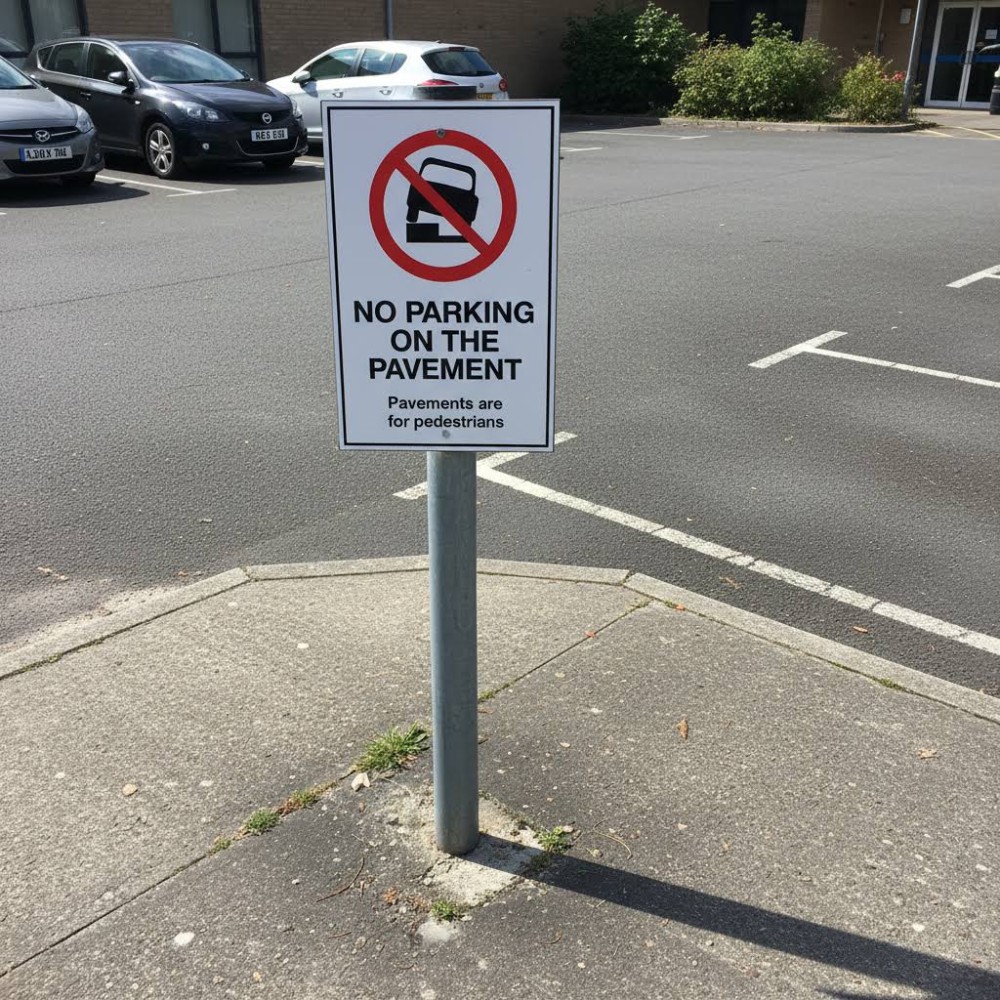 NO PARKING
ON THE
PAVEMENT
Pavements are
for pedestrians